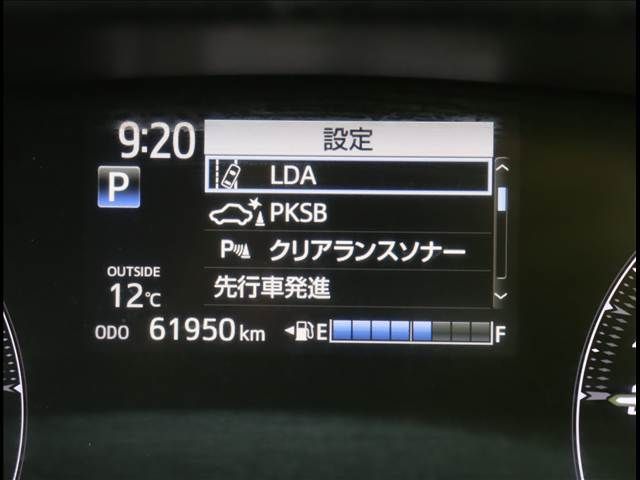 9:20
設定
LDA
P
PKSB
P クリアランスソナー
先行車発進
OUTSIDE
12℃
ODO 61950 km
E F